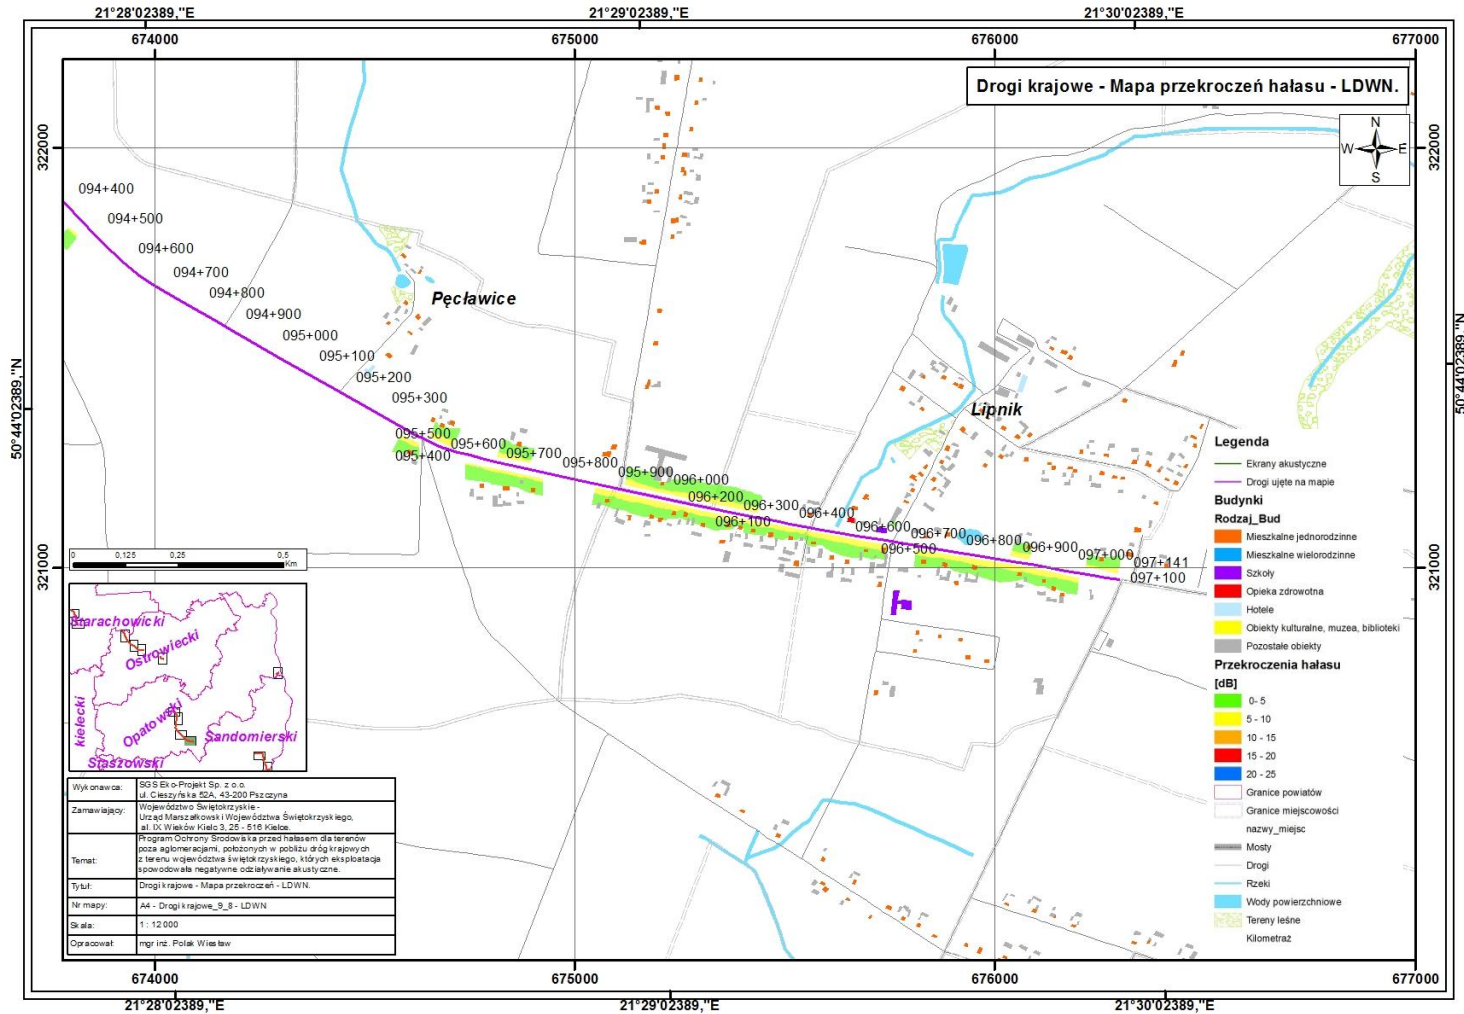 21°28'02389,"E
21°29'02389,"E
21°30'02389,"E
674000
675000
676000
677000
Drogi krajowe - Mapa przekroczeń hałasu - LDWN.
N
W
E
S
322000
322000
094+400
094+500
094+600
094+700
094+800
094+900
095+000
095+100
095+200
095+300
095+500
095+400
095+600
095+700
095+800
095+900
096+000
096+200
096+100
096+300
096+400
096+600
096+500
096+700
096+800
096+900
097+000
097+141
097+100
Pęcławice
Lipnik
50°44'02389,"N
50°44'02389,"N
321000
321000
0
0,125
0,25
0,5
Km
Starachowicki
Ostrowiecki
kielecki
Opatowski
Sandomierski
Staszowski
Legenda
Ekrany akustyczne
Drogi ujęte na mapie
Budynki
Rodzaj_Bud
Mieszkalne jednorodzinne
Mieszkalne wielorodzinne
Szkoły
Opieka zdrowotna
Hotele
Obiekty kulturalne, muzea, biblioteki
Pozostałe obiekty
Przekroczenia hałasu
[dB]
0- 5
5 - 10
10 - 15
15 - 20
20 - 25
Granice powiatów
Granice miejscowości
nazwy_miejsc
Mosty
Drogi
Rzeki
Wody powierzchniowe
Tereny leśne
Kilometraż
Wykonawca:
SGS Eko-Projekt Sp. z o.o.
ul. Cieszyńska 52A, 43-200 Pszczyna
Zamawiający:
Województwo Świętokrzyskie -
Urząd Marszałkowski Województwa Świętokrzyskiego,
al. IX Wieków Kielc 3, 25 - 516 Kielce.
Temat:
Program Ochrony Środowiska przed hałasem dla terenów
poza aglomeracjami, położonych w pobliżu dróg krajowych
z terenu województwa świętokrzyskiego, których eksploatacja
spowodowała negatywne oddziaływanie akustyczne.
Tytuł:
Drogi krajowe - Mapa przekroczeń - LDWN.
Nr mapy:
A4 - Drogi krajowe_9_8 - LDWN
Skala:
1 : 12 000
Opracował:
mgr inż. Polak Wiesław
674000
675000
676000
677000
21°28'02389,"E
21°29'02389,"E
21°30'02389,"E